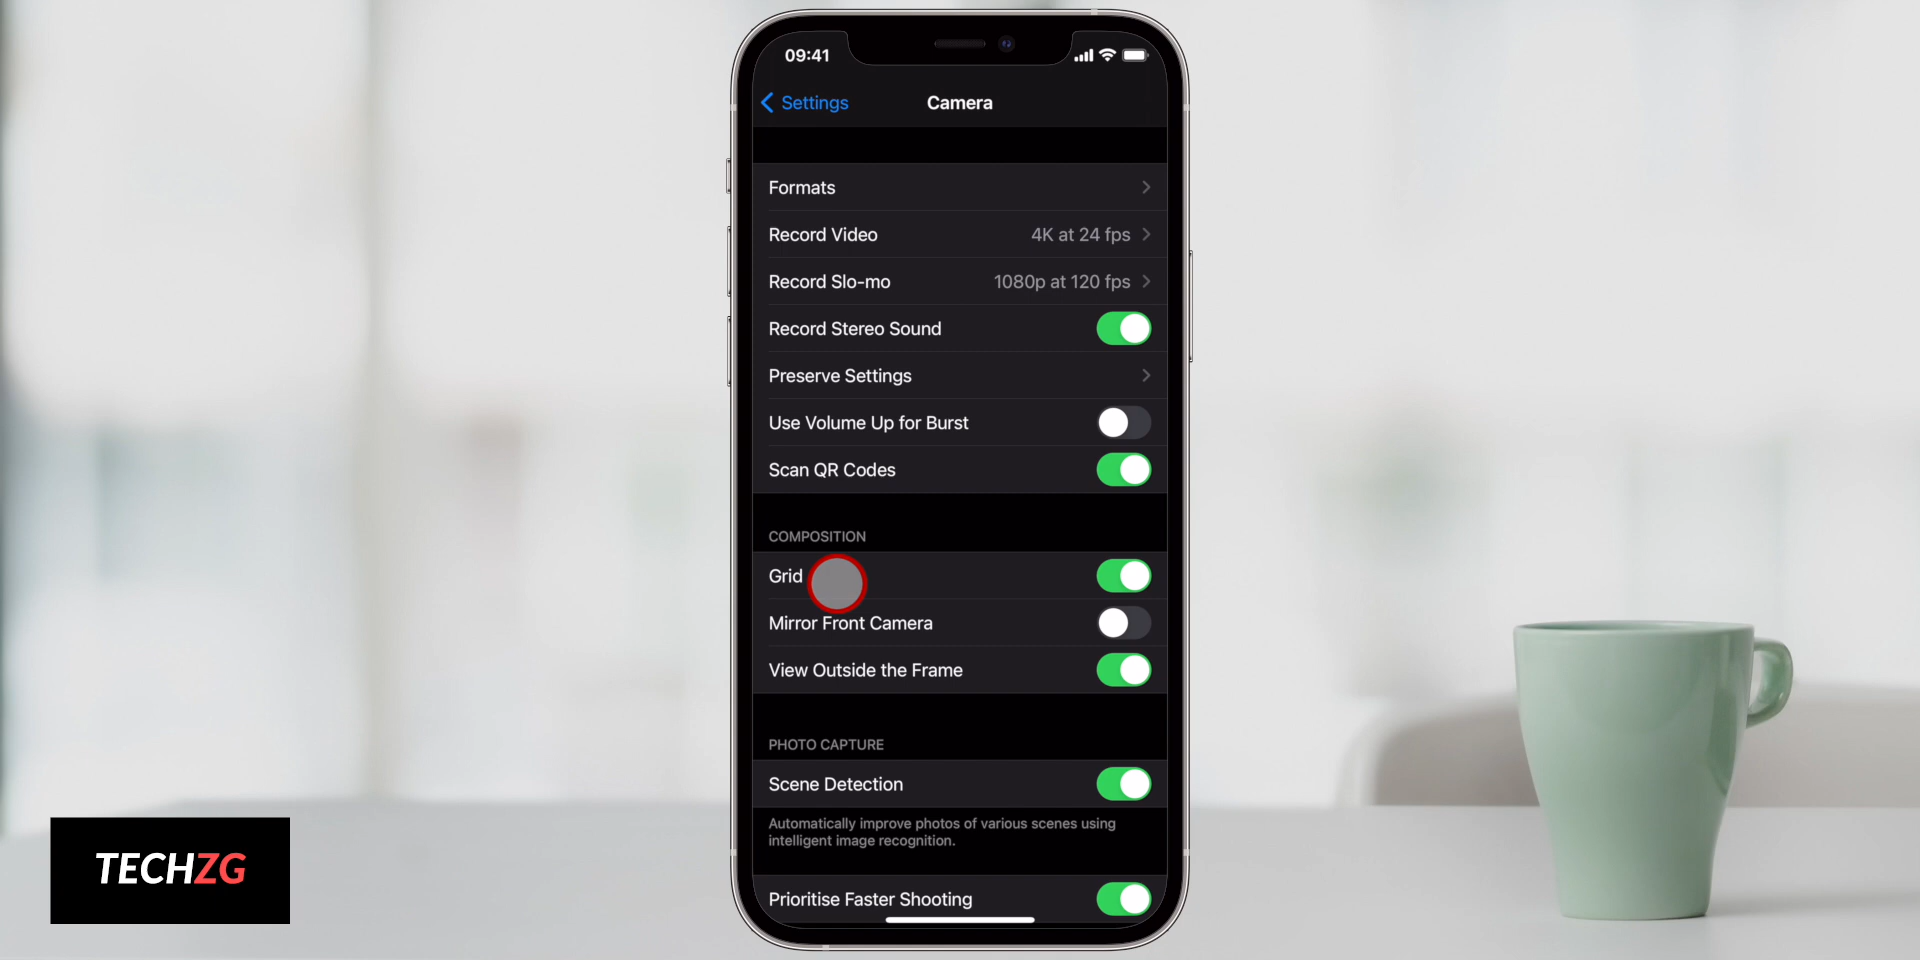 09:41
Settings
Camera
Formats
Record Video 4K at 24 fps
Record Slo-mo 1080p at 120 fps
Record Stereo Sound
Preserve Settings
Use Volume Up for Burst
Scan QR Codes
COMPOSITION
Grid
Mirror Front Camera
View Outside the Frame
PHOTO CAPTURE
Scene Detection
Automatically improve photos of various scenes using
intelligent image recognition.
Prioritise Faster Shooting
TECHZG